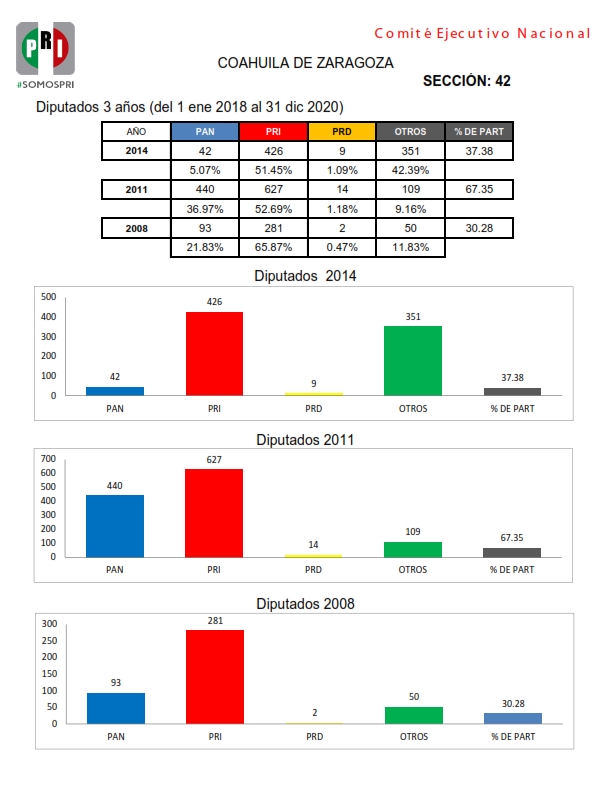 Comité Ejecutivo Nacional
PRI
#SOMOSPRI
COAHUILA DE ZARAGOZA
SECCIÓN: 42
Diputados 3 años (del 1 ene 2018 al 31 dic 2020)
AÑO PAN PRI PRD OTROS % DE PART
2014 42 426 9 351 37.38
5.07% 51.45% 1.09% 42.39%
2011 440 627 14 109 67.35
36.97% 52.69% 1.18% 9.16%
2008 93 281 2 50 30.28
21.83% 65.87% 0.47% 11.83%
Diputados 2014
500
400
300
200
100
0
42 426 9 351 37.38
PAN PRI PRD OTROS % DE PART
Diputados 2011
700
600
500
400
300
200
100
0
440 627 14 109 67.35
PAN PRI PRD OTROS % DE PART
Diputados 2008
300
250
200
150
100
50
0
93 281 2 50 30.28
PAN PRI PRD OTROS % DE PART